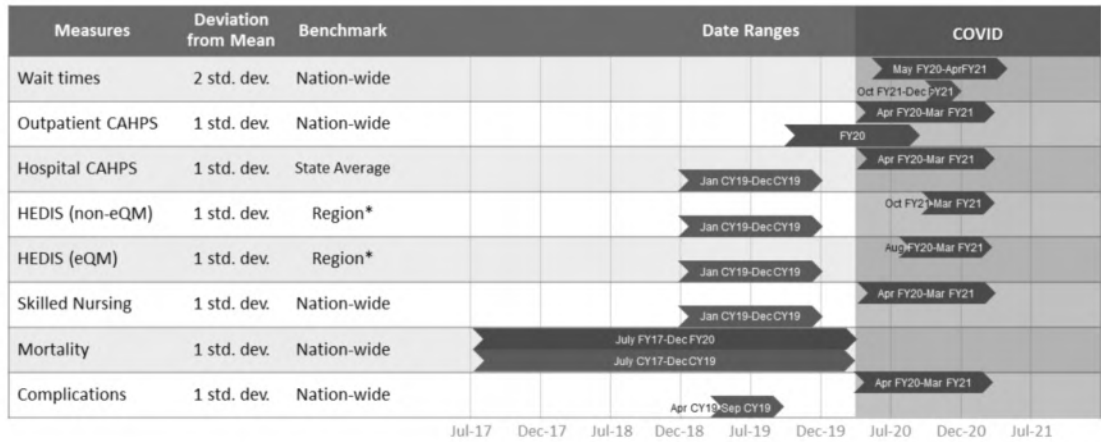 Measures Deviation from Mean Benchmark Date Ranges COVID
Wait times 2 std. dev. Nation-wide May FY20-AprFY21
Oct FY21-Dec FY21
Outpatient CAHPS 1 std. dev. Nation-wide Apr FY20-Mar FY21
FY20
Hospital CAHPS 1 std. dev. State Average Apr FY20-Mar FY21
Jan CY19-DecCY19
HEDIS (non-eQM) 1 std. dev. Region* Oct FY21-Mar FY21
Jan CY19-DecCY19
HEDIS (eQM) 1 std. dev. Region* Aug FY20-Mar FY21
Jan CY19-DecCY19
Skilled Nursing 1 std. dev. Nation-wide Apr FY20-Mar FY21
Jan CY19-DecCY19
Mortality 1 std. dev. Nation-wide July FY17-DecFY20
July CY17-DecCY19
Complications 1 std. dev. Nation-wide Apr FY20-Mar FY21
Apr CY19-Sep CY19
Jul-17 Dec-17 Jul-18 Dec-18 Jul-19 Dec-19 Jul-20 Dec-20 Jul-21